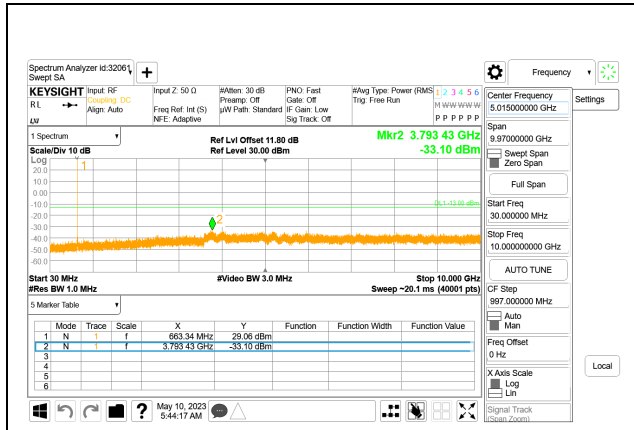 Spectrum Analyzer id:32061
Swept SA
+
Frequency
KEYSIGHT
RL
LXI
Input: RF
Coupling: DC
Align: Auto
Input Z: 50 Ω
Freq Ref: Int (S)
NFE: Adaptive
#Atten: 30 dB
Preamp: Off
µW Path: Standard
PNO: Fast
Gate: Off
IF Gain: Low
Sig Track: Off
#Avg Type: Power (RMS
Trig: Free Run
1 2 3 4 5 6
M W W W W W
P P P P P P
1 Spectrum
Scale/Div 10 dB
Ref Lvl Offset 11.80 dB
Ref Level 30.00 dBm
Mkr2 3.793 43 GHz
-33.10 dBm
Log
1
20.0
10.0
0.00
-10.0
-20.0
-30.0
-40.0
-50.0
-60.0
2
DL1 -13.00 dBm
Start 30 MHz
#Res BW 1.0 MHz
#Video BW 3.0 MHz
Stop 10.000 GHz
Sweep ~20.1 ms (40001 pts)
5 Marker Table
Mode Trace Scale X Y Function Function Width Function Value
1 N 1 f 663.34 MHz 29.06 dBm
2 N 1 f 3.793 43 GHz -33.10 dBm
3
4
5
6
?
May 10, 2023
5:44:17 AM
Center Frequency
5.015000000 GHz
Settings
Span
9.97000000 GHz
Swept Span
Zero Span
Full Span
Start Freq
30.000000 MHz
Stop Freq
10.000000000 GHz
AUTO TUNE
CF Step
997.000000 MHz
Auto
Man
Freq Offset
0 Hz
X Axis Scale
Log
Lin
Local
Signal Track
(Span Zoom)